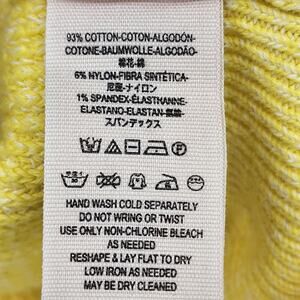 93% COTTON-COTON-ALGODÓN-
COTONE-BAUMWOLLE-ALGODÃO-
棉花-綿
6% NYLON-FIBRA SINTÉTICA-
尼龍-ナイロン
1% SPANDEX-ÉLASTHANNE-
ELASTANO-ELASTAN-氨綸-
スパンデックス
P
HAND WASH COLD SEPARATELY
DO NOT WRING OR TWIST
USE ONLY NON-CHLORINE BLEACH
AS NEEDED
RESHAPE & LAY FLAT TO DRY
LOW IRON AS NEEDED
MAY BE DRY CLEANED